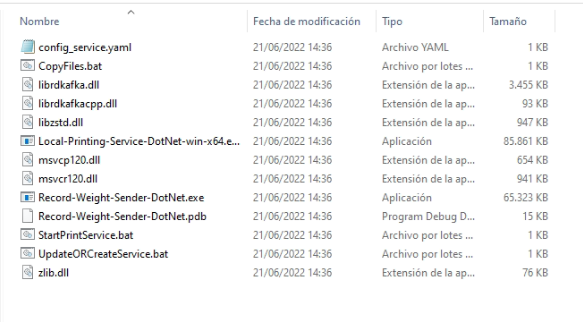 Nombre Fecha de modificación Tipo Tamaño
config_service.yaml 21/06/2022 14:36 Archivo YAML 1 KB
CopyFiles.bat 21/06/2022 14:36 Archivo por lotes ... 1 KB
librdkafka.dll 21/06/2022 14:36 Extensión de la ap... 3.455 KB
librdkafkacpp.dll 21/06/2022 14:36 Extensión de la ap... 93 KB
libzstd.dll 21/06/2022 14:36 Extensión de la ap... 947 KB
Local-Printing-Service-DotNet-win-x64.e... 21/06/2022 14:36 Aplicación 85.861 KB
msvcp120.dll 21/06/2022 14:36 Extensión de la ap... 654 KB
msvcr120.dll 21/06/2022 14:36 Extensión de la ap... 941 KB
Record-Weight-Sender-DotNet.exe 21/06/2022 14:36 Aplicación 65.323 KB
Record-Weight-Sender-DotNet.pdb 21/06/2022 14:36 Program Debug D... 15 KB
StartPrintService.bat 21/06/2022 14:36 Archivo por lotes ... 1 KB
UpdateORCreateService.bat 21/06/2022 14:36 Archivo por lotes ... 1 KB
zlib.dll 21/06/2022 14:36 Extensión de la ap... 76 KB